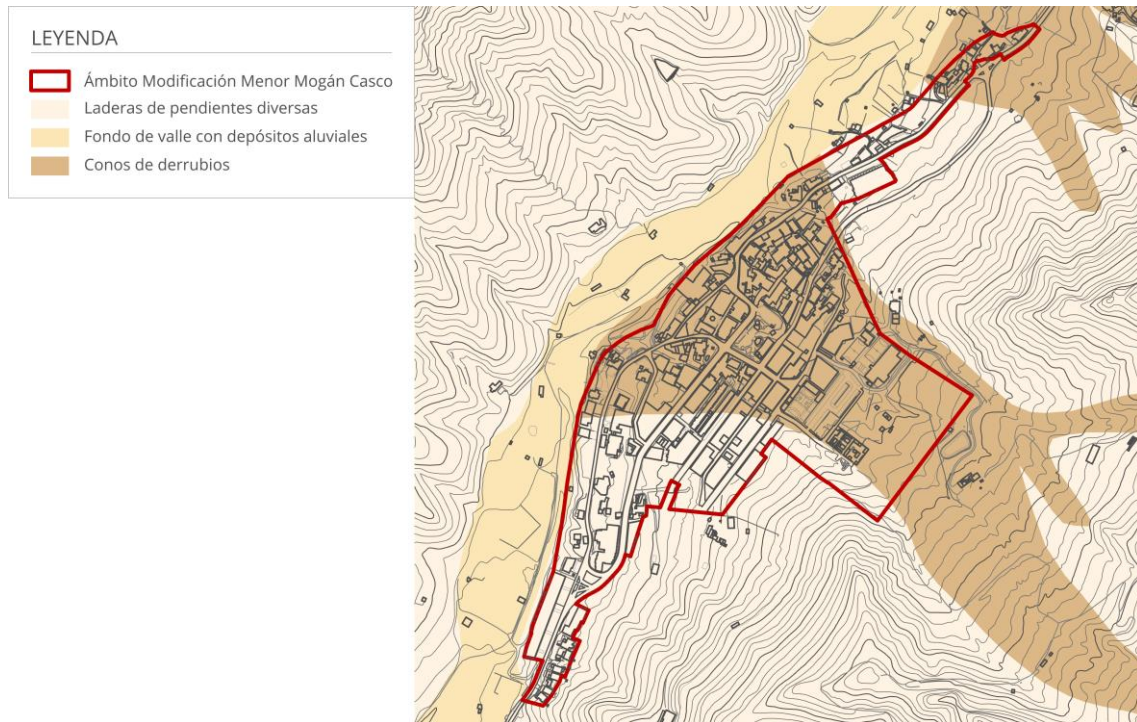 LEYENDA
Ámbito Modificación Menor Mogán Casco
Laderas de pendientes diversas
Fondo de valle con depósitos aluviales
Conos de derrubios